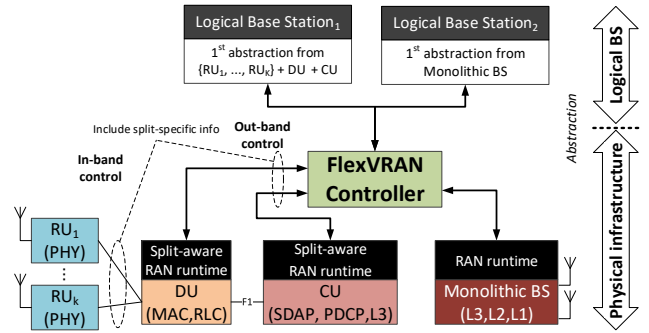 Logical Base Station1
1st abstraction from
{RU1, ..., RUK} + DU + CU
Logical Base Station2
1st abstraction from
Monolithic BS
Abstraction
Logical BS
Physical infrastructure
Include split-specific info
Out-band
control
In-band
control
FlexVRAN
Controller
RU1
(PHY)
RUk
(PHY)
Split-aware
RAN runtime
DU
(MAC,RLC)
F1
Split-aware
RAN runtime
CU
(SDAP, PDCP,L3)
RAN runtime
Monolithic BS
(L3,L2,L1)